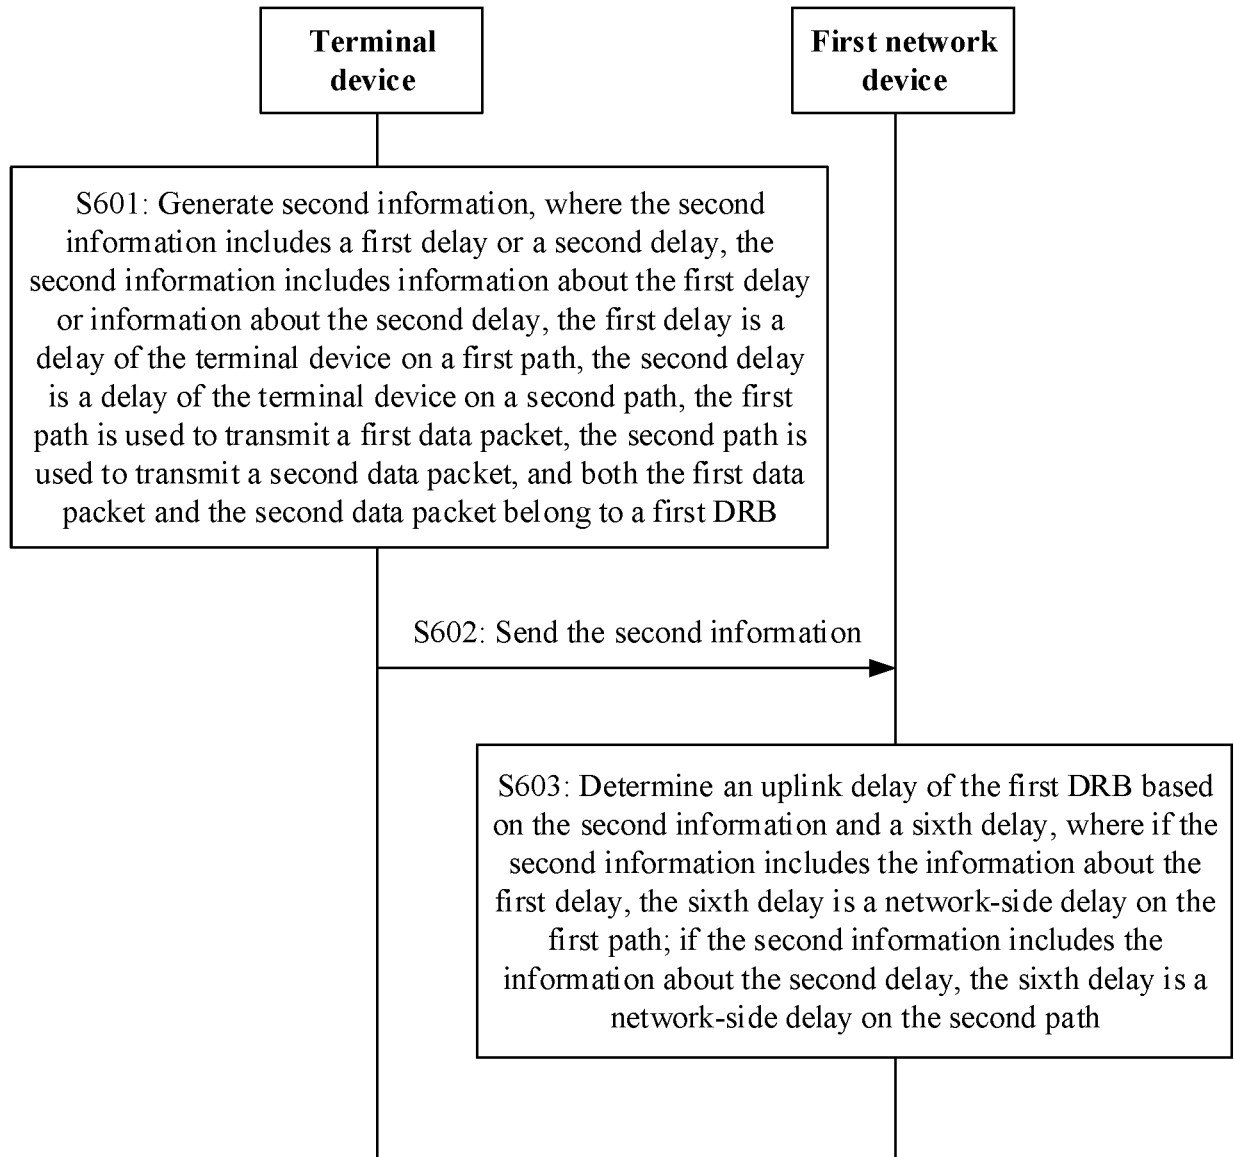 Terminal
device
First network
device
S601: Generate second information, where the second
information includes a first delay or a second delay, the
second information includes information about the first delay
or information about the second delay, the first delay is a
delay of the terminal device on a first path, the second delay
is a delay of the terminal device on a second path, the first
path is used to transmit a first data packet, the second path is
used to transmit a second data packet, and both the first data
packet and the second data packet belong to a first DRB
S602: Send the second information
S603: Determine an uplink delay of the first DRB based
on the second information and a sixth delay, where if the
second information includes the information about the
first delay, the sixth delay is a network-side delay on the
first path; if the second information includes the
information about the second delay, the sixth delay is a
network-side delay on the second path